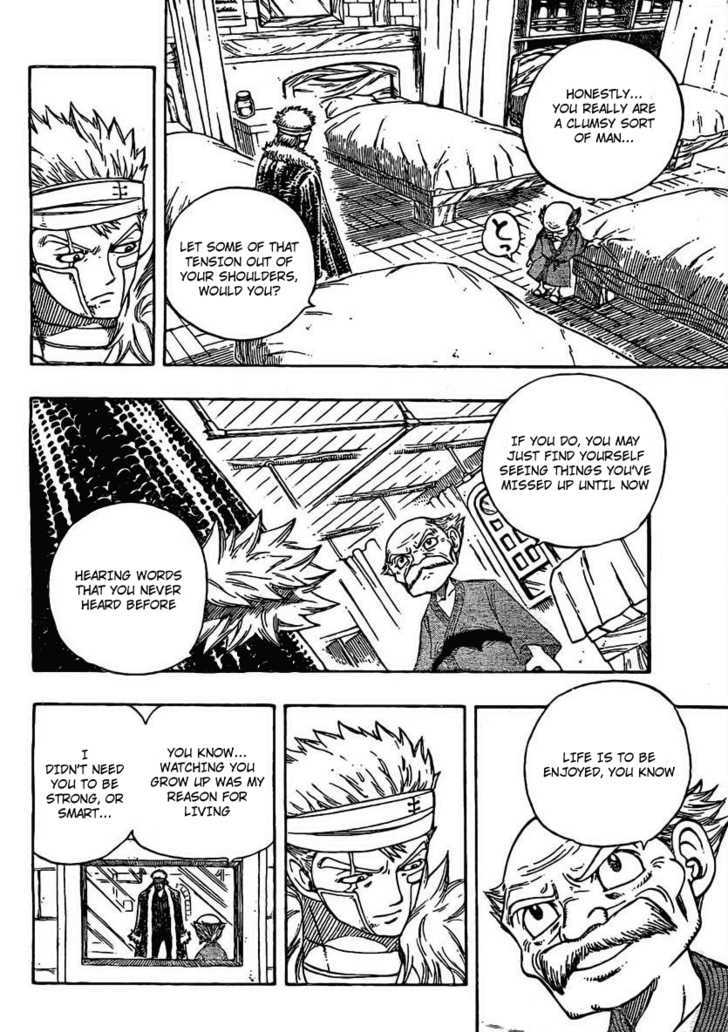 HONESTLY...
YOU REALLY ARE
A CLUMSY SORT
OF MAN...
とっ
LET SOME OF THAT
TENSION OUT OF
YOUR SHOULDERS,
WOULD YOU?
IF YOU DO, YOU MAY
JUST FIND YOURSELF
SEEING THINGS YOU'VE
MISSED UP UNTIL NOW
HEARING WORDS
THAT YOU NEVER
HEARD BEFORE
LIFE IS TO BE
ENJOYED, YOU KNOW
YOU KNOW...
WATCHING YOU
GROW UP WAS MY
REASON FOR
LIVING
I
DIDN'T NEED
YOU TO BE
STRONG, OR
SMART...